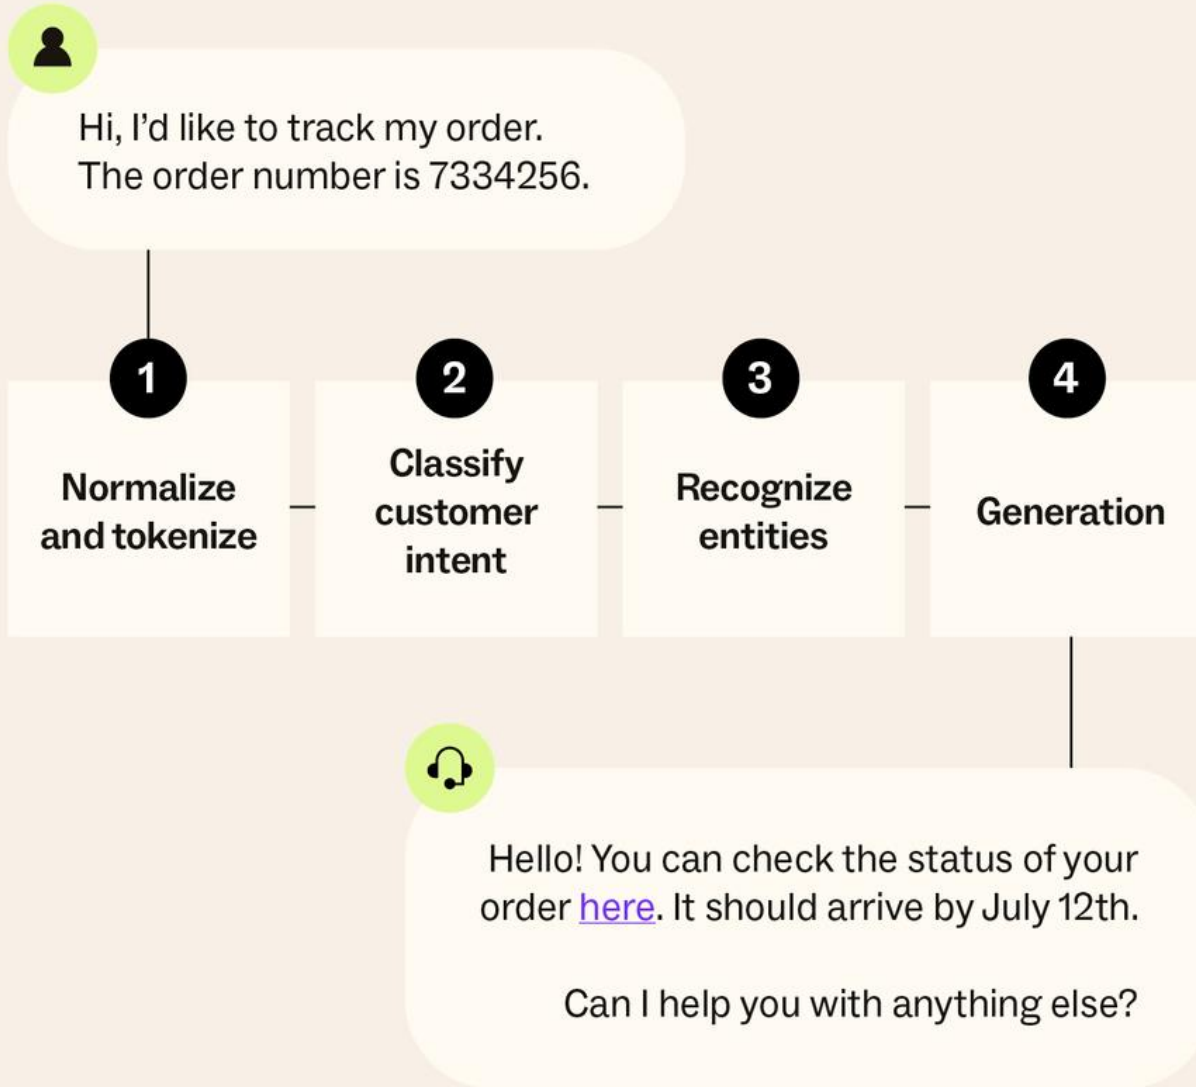 Hi, I’d like to track my order.
The order number is 7334256.
1
Normalize
and tokenize
2
Classify
customer
intent
3
Recognize
entities
4
Generation
Hello! You can check the status of your
order here. It should arrive by July 12th.
Can I help you with anything else?